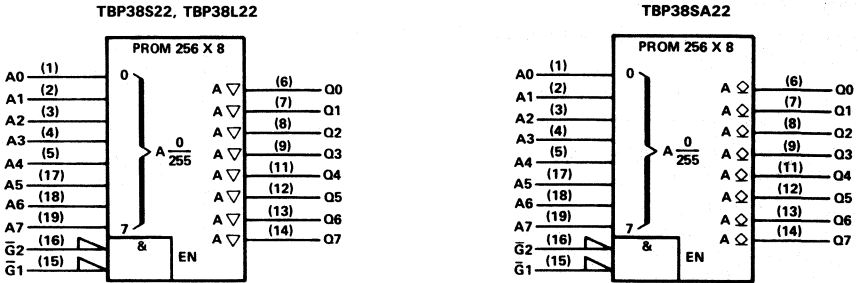 TBP38S22, TBP38L22
PROM 256 X 8
A0 (1) 0 A ▽ (6) Q0
A1 (2) A ▽ (7) Q1
A2 (3) A ▽ (8) Q2
A3 (4) A 0/255 A ▽ (9) Q3
A4 (5) A ▽ (11) Q4
A5 (17) A ▽ (12) Q5
A6 (18) A ▽ (13) Q6
A7 (19) 7 A ▽ (14) Q7
G̅2 (16) &
G̅1 (15) EN
TBP38SA22
PROM 256 X 8
A0 (1) 0 A ◇ (6) Q0
A1 (2) A ◇ (7) Q1
A2 (3) A ◇ (8) Q2
A3 (4) A 0/255 A ◇ (9) Q3
A4 (5) A ◇ (11) Q4
A5 (17) A ◇ (12) Q5
A6 (18) A ◇ (13) Q6
A7 (19) 7 A ◇ (14) Q7
G̅2 (16) &
G̅1 (15) EN